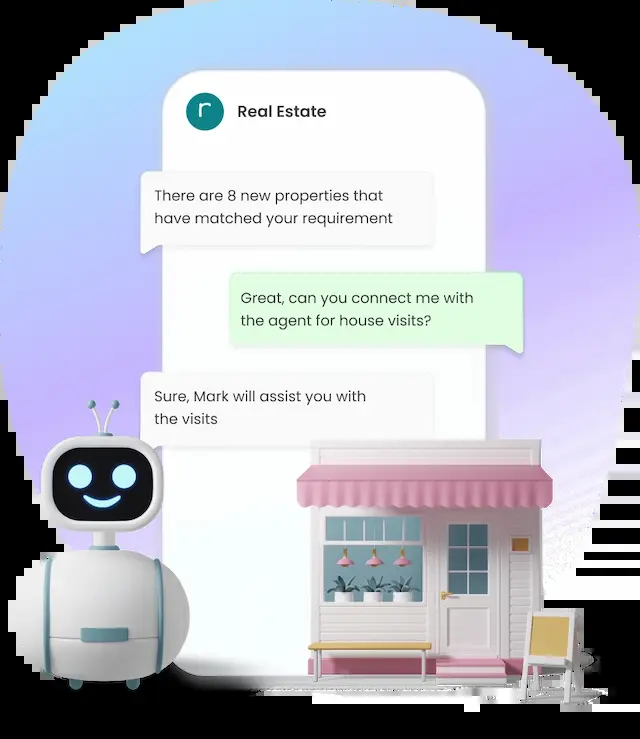 r
Real Estate
There are 8 new properties that
have matched your requirement
Great, can you connect me with
the agent for house visits?
Sure, Mark will assist you with
the visits